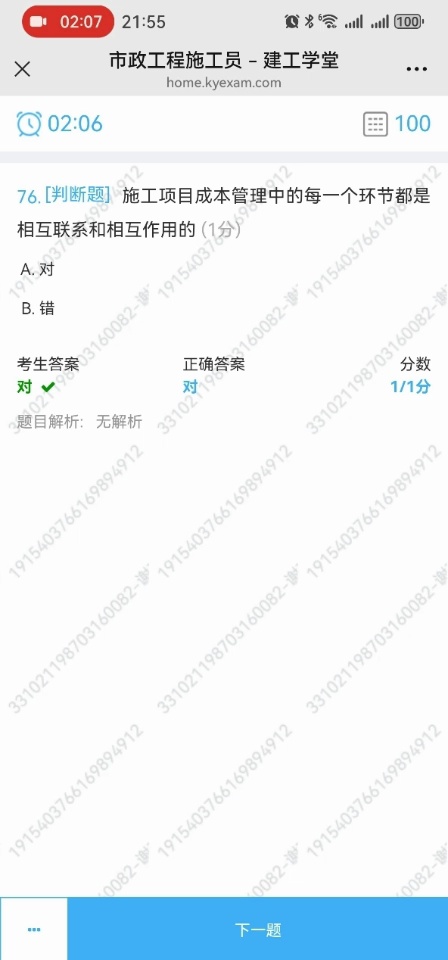 02:07 21:55 100
市政工程施工员 – 建工学堂
home.kyexam.com
02:06 100
76. [判断题] 施工项目成本管理中的每一个环节都是
相互联系和相互作用的 (1分)
A. 对
B. 错
考生答案 正确答案 分数
对 对 1/1分
题目解析: 无解析
下一题